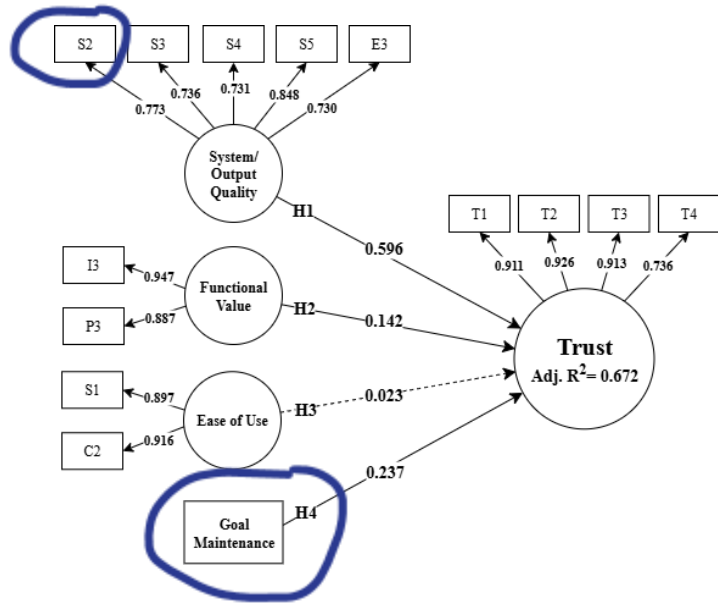 S2 S3 S4 S5 E3
0.773 0.736 0.731 0.848 0.730
System/
Output
Quality
H1
0.596
T1 T2 T3 T4
0.911 0.926 0.913 0.736
I3
0.947
P3
0.887
Functional
Value
H2
0.142
Trust
Adj. R²= 0.672
S1
0.897
C2
0.916
Ease of Use
H3
0.023
Goal
Maintenance
H4
0.237